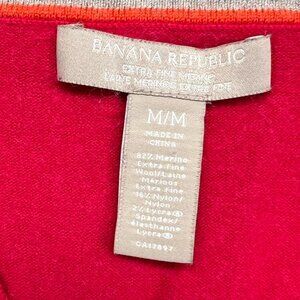 BANANA REPUBLIC
EXTRA FINE MERINO
LAINE MÉRINOS EXTRA FINE
M/M
MADE IN
CHINA
82% Merino
Extra Fine
Wool/Laine
Mérinos
Extra Fine
16% Nylon/
Nylon
2% Lycra®
Spandex/
élasthanne
Lycra®
CA17897